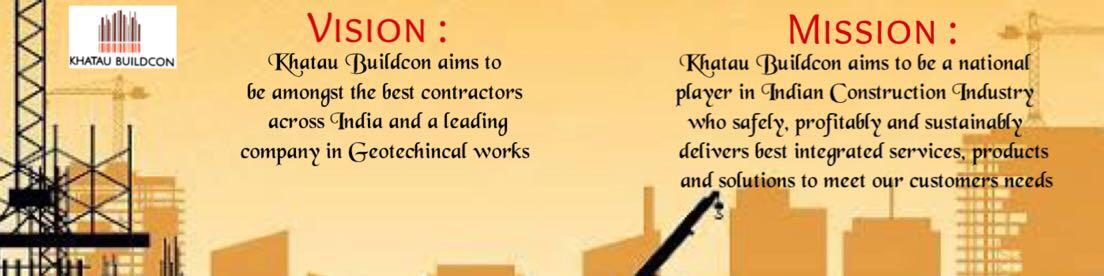 KHATAU BUILDCON
VISION :
Khatau Buildcon aims to
be amongst the best contractors
across India and a leading
company in Geotechincal works
MISSION :
Khatau Buildcon aims to be a national
player in Indian Construction Industry
who safely, profitably and sustainably
delivers best integrated services, products
and solutions to meet our customers needs